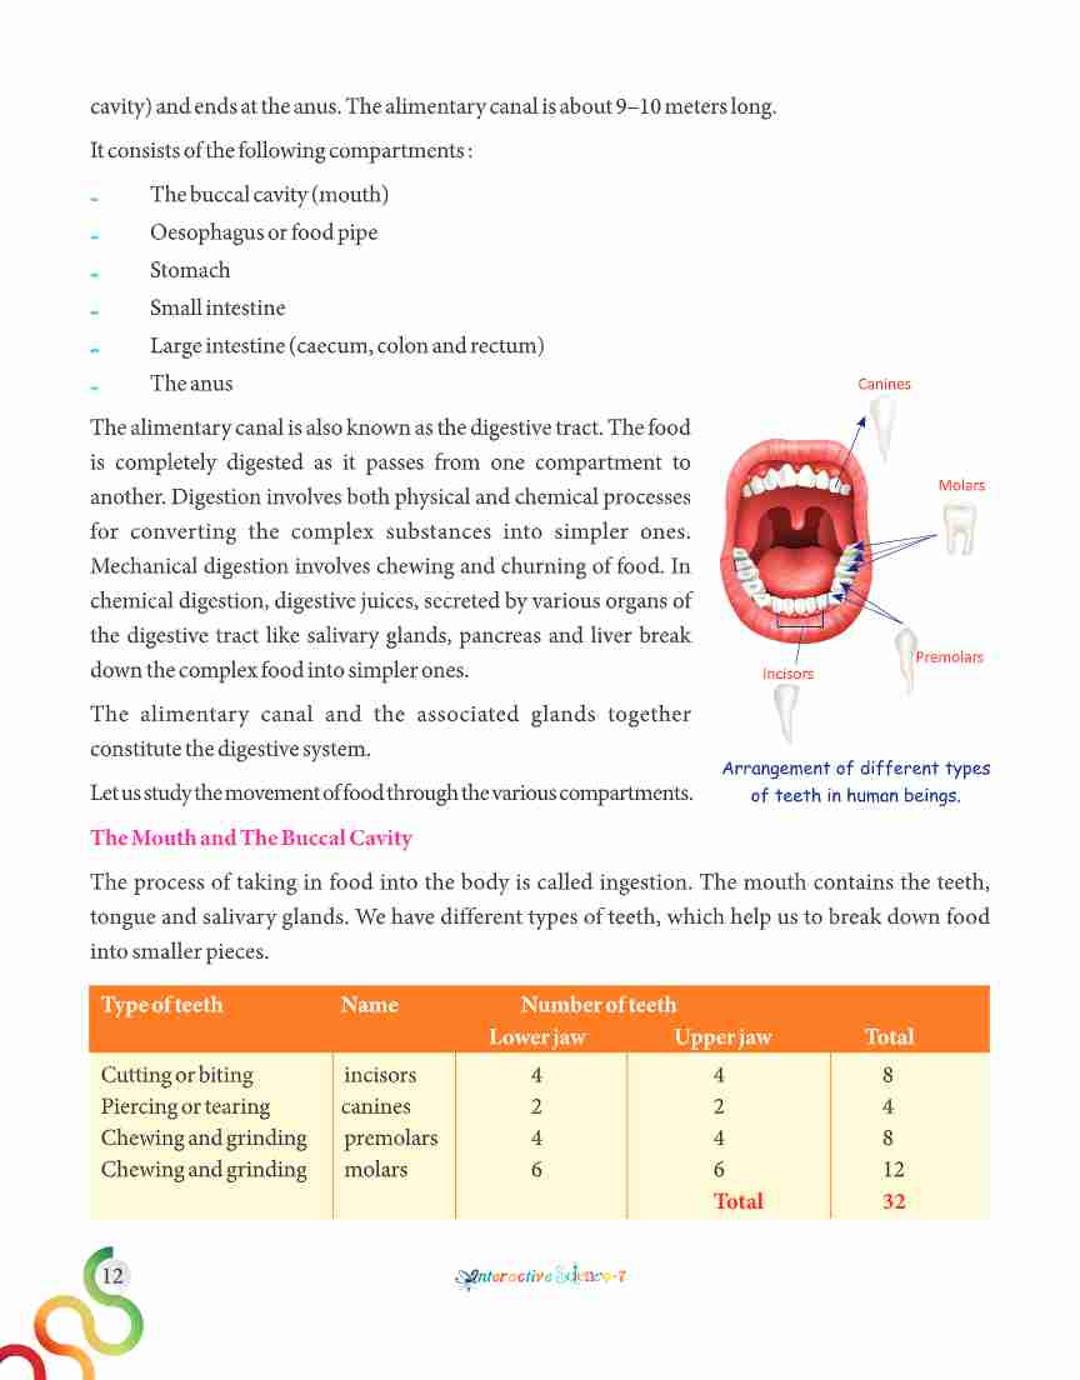 cavity) and ends at the anus. The alimentary canal is about 9–10 meters long.
It consists of the following compartments :
- The buccal cavity (mouth)
- Oesophagus or food pipe
- Stomach
- Small intestine
- Large intestine (caecum, colon and rectum)
- The anus
The alimentary canal is also known as the digestive tract. The food
is completely digested as it passes from one compartment to
another. Digestion involves both physical and chemical processes
for converting the complex substances into simpler ones.
Mechanical digestion involves chewing and churning of food. In
chemical digestion, digestive juices, secreted by various organs of
the digestive tract like salivary glands, pancreas and liver break
down the complex food into simpler ones.
The alimentary canal and the associated glands together
constitute the digestive system.
Let us study the movement of food through the various compartments.
Canines
Molars
Premolars
Incisors
Arrangement of different types
of teeth in human beings.
The Mouth and The Buccal Cavity
The process of taking in food into the body is called ingestion. The mouth contains the teeth,
tongue and salivary glands. We have different types of teeth, which help us to break down food
into smaller pieces.
Type of teeth Name Number of teeth
Lower jaw Upper jaw Total
Cutting or biting incisors 4 4 8
Piercing or tearing canines 2 2 4
Chewing and grinding premolars 4 4 8
Chewing and grinding molars 6 6 12
Total 32
12
Interactive Science-7